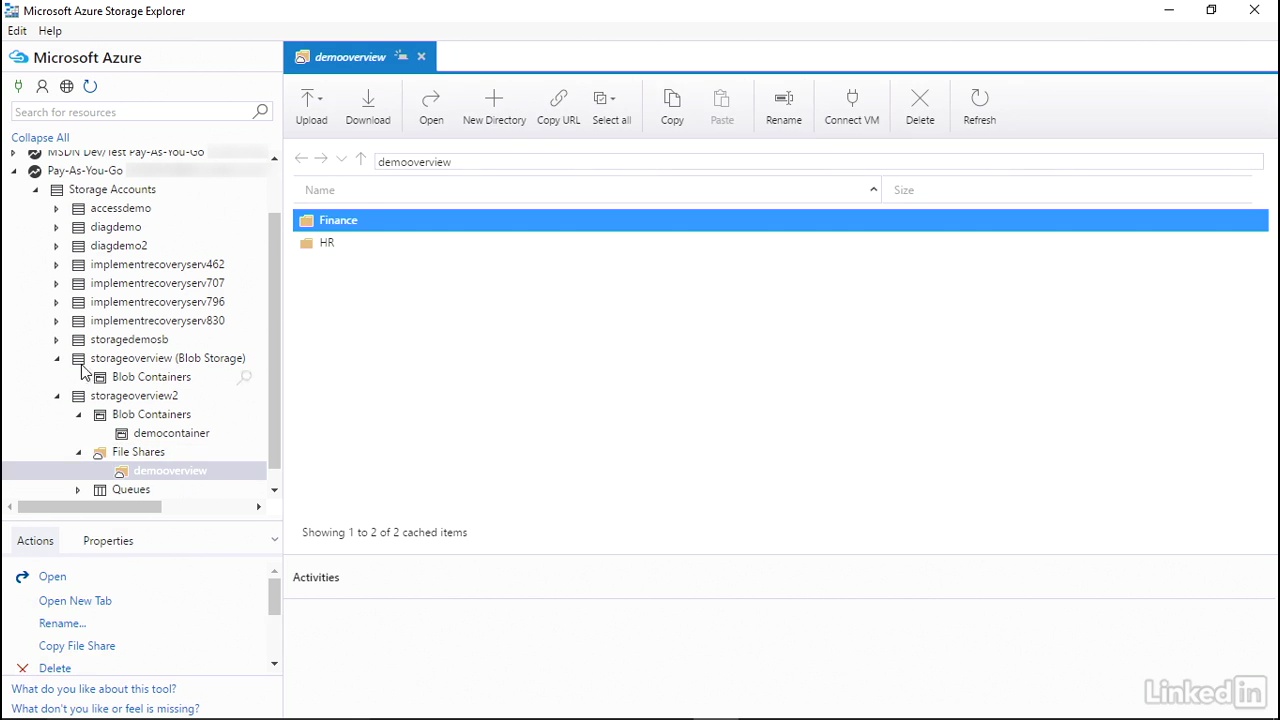 Microsoft Azure Storage Explorer
Edit Help
Microsoft Azure
Search for resources
Collapse All
MSDN Dev/Test Pay-As-You-Go
Pay-As-You-Go
Storage Accounts
accessdemo
diagdemo
diagdemo2
implementrecoveryserv462
implementrecoveryserv707
implementrecoveryserv796
implementrecoveryserv830
storagedemosb
storageoverview (Blob Storage)
Blob Containers
storageoverview2
Blob Containers
democontainer
File Shares
demooverview
Queues
Actions Properties
Open
Open New Tab
Rename...
Copy File Share
Delete
What do you like about this tool?
What don't you like or feel is missing?
demooverview
Upload Download Open New Directory Copy URL Select all Copy Paste Rename Connect VM Delete Refresh
demooverview
Name Size
Finance
HR
Showing 1 to 2 of 2 cached items
Activities
Linked in